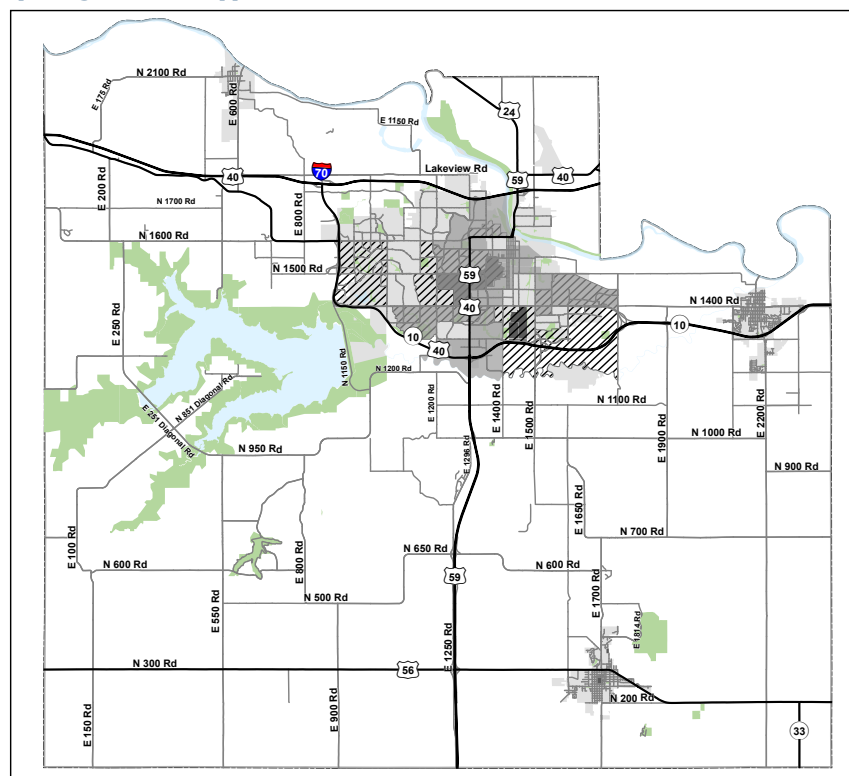 N 2100 Rd
E 175 Rd
E 600 Rd
24
E 1150 Rd
Lakeview Rd
70
40
59
40
E 200 Rd
N 1700 Rd
E 800 Rd
N 1600 Rd
N 1500 Rd
59
40
E 250 Rd
N 1400 Rd
10
10
40
N 1150 Rd
N 1200 Rd
N 851 Diagonal Rd
E 251 Diagonal Rd
E 1200 Rd
E 1400 Rd
E 1500 Rd
N 1100 Rd
E 1900 Rd
E 2200 Rd
N 1000 Rd
N 950 Rd
E 1296 Rd
N 900 Rd
E 1650 Rd
E 100 Rd
N 700 Rd
N 650 Rd
N 600 Rd
E 800 Rd
N 600 Rd
59
E 550 Rd
N 500 Rd
E 1700 Rd
E 1814 Rd
E 1250 Rd
N 300 Rd
56
N 200 Rd
E 150 Rd
E 900 Rd
33